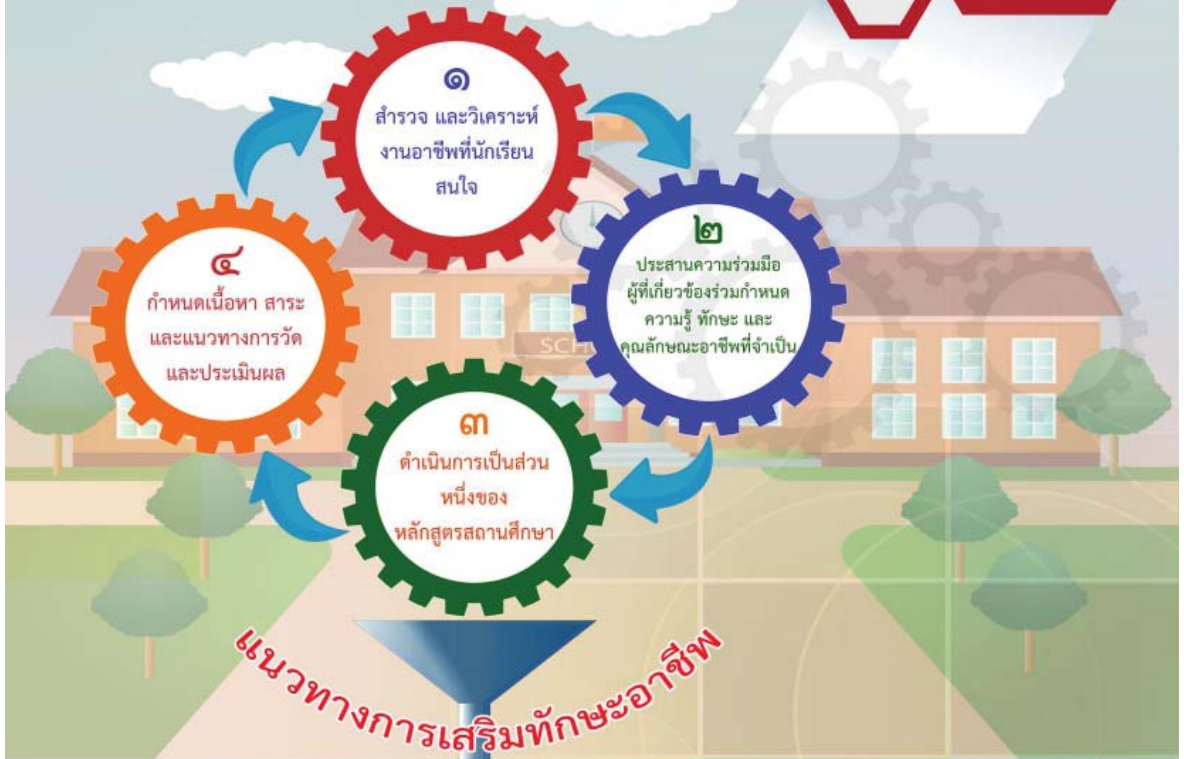 ๑
สำรวจ และวิเคราะห์
งานอาชีพที่นักเรียน
สนใจ
๒
ประสานความร่วมมือ
ผู้ที่เกี่ยวข้องร่วมกำหนด
ความรู้ ทักษะ และ
คุณลักษณะอาชีพที่จำเป็น
๓
ดำเนินการเป็นส่วน
หนึ่งของ
หลักสูตรสถานศึกษา
๔
กำหนดเนื้อหา สาระ
และแนวทางการวัด
และประเมินผล
SCH
แนวทางการเสริมทักษะอาชีพ